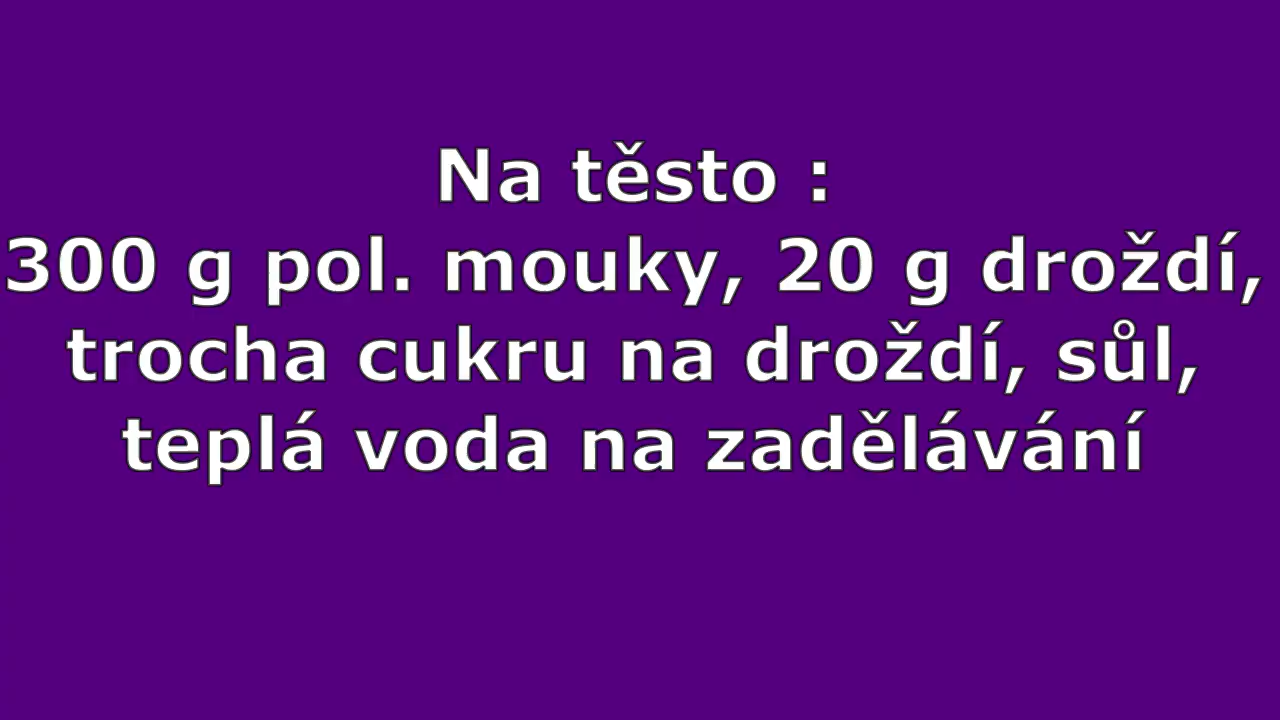 Na těsto :
300 g pol. mouky, 20 g droždí,
trocha cukru na droždí, sůl,
teplá voda na zadělávání